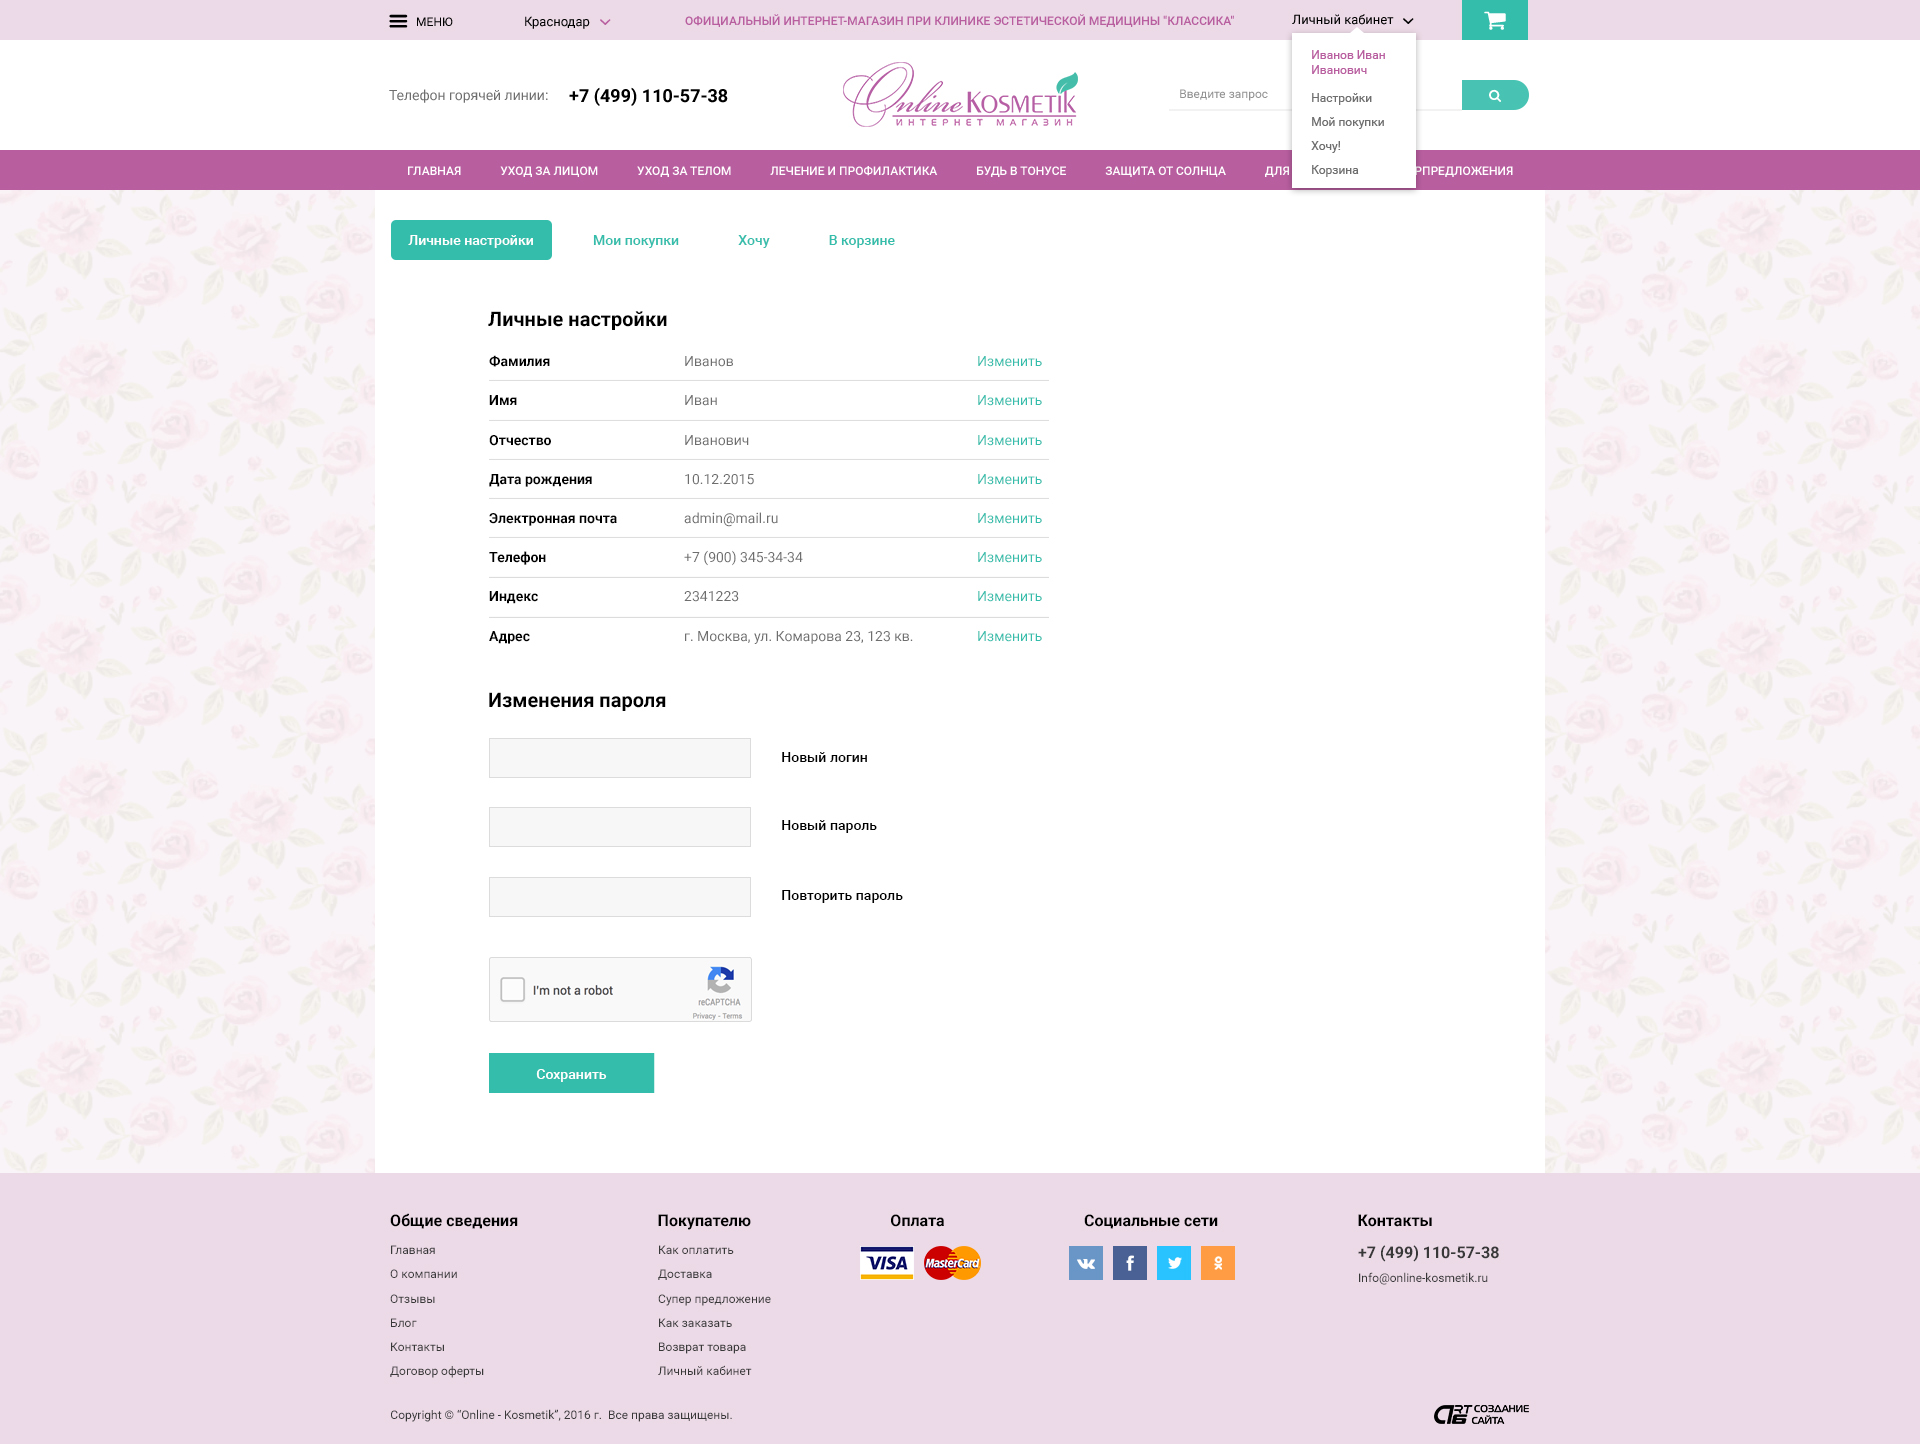 МЕНЮ
Краснодар
ОФИЦИАЛЬНЫЙ ИНТЕРНЕТ-МАГАЗИН ПРИ КЛИНИКЕ ЭСТЕТИЧЕСКОЙ МЕДИЦИНЫ "КЛАССИКА"
Личный кабинет
Иванов Иван
Иванович
Настройки
Мой покупки
Хочу!
Корзина
Телефон горячей линии:
+7 (499) 110-57-38
Online KOSMETIK
ИНТЕРНЕТ МАГАЗИН
Введите запрос
ГЛАВНАЯ
УХОД ЗА ЛИЦОМ
УХОД ЗА ТЕЛОМ
ЛЕЧЕНИЕ И ПРОФИЛАКТИКА
БУДЬ В ТОНУСЕ
ЗАЩИТА ОТ СОЛНЦА
ДЛЯ
РПРЕДЛОЖЕНИЯ
Личные настройки
Мои покупки
Хочу
В корзине
Личные настройки
Фамилия Иванов Изменить
Имя Иван Изменить
Отчество Иванович Изменить
Дата рождения 10.12.2015 Изменить
Электронная почта admin@mail.ru Изменить
Телефон +7 (900) 345-34-34 Изменить
Индекс 2341223 Изменить
Адрес г. Москва, ул. Комарова 23, 123 кв. Изменить
Изменения пароля
Новый логин
Новый пароль
Повторить пароль
I'm not a robot
reCAPTCHA
Privacy - Terms
Сохранить
Общие сведения
Главная
О компании
Отзывы
Блог
Контакты
Договор оферты
Покупателю
Как оплатить
Доставка
Супер предложение
Как заказать
Возврат товара
Личный кабинет
Оплата
VISA
MasterCard
Социальные сети
Контакты
+7 (499) 110-57-38
Info@online-kosmetik.ru
Copyright © “Online - Kosmetik”, 2016 г. Все права защищены.
СОЗДАНИЕ
САЙТА